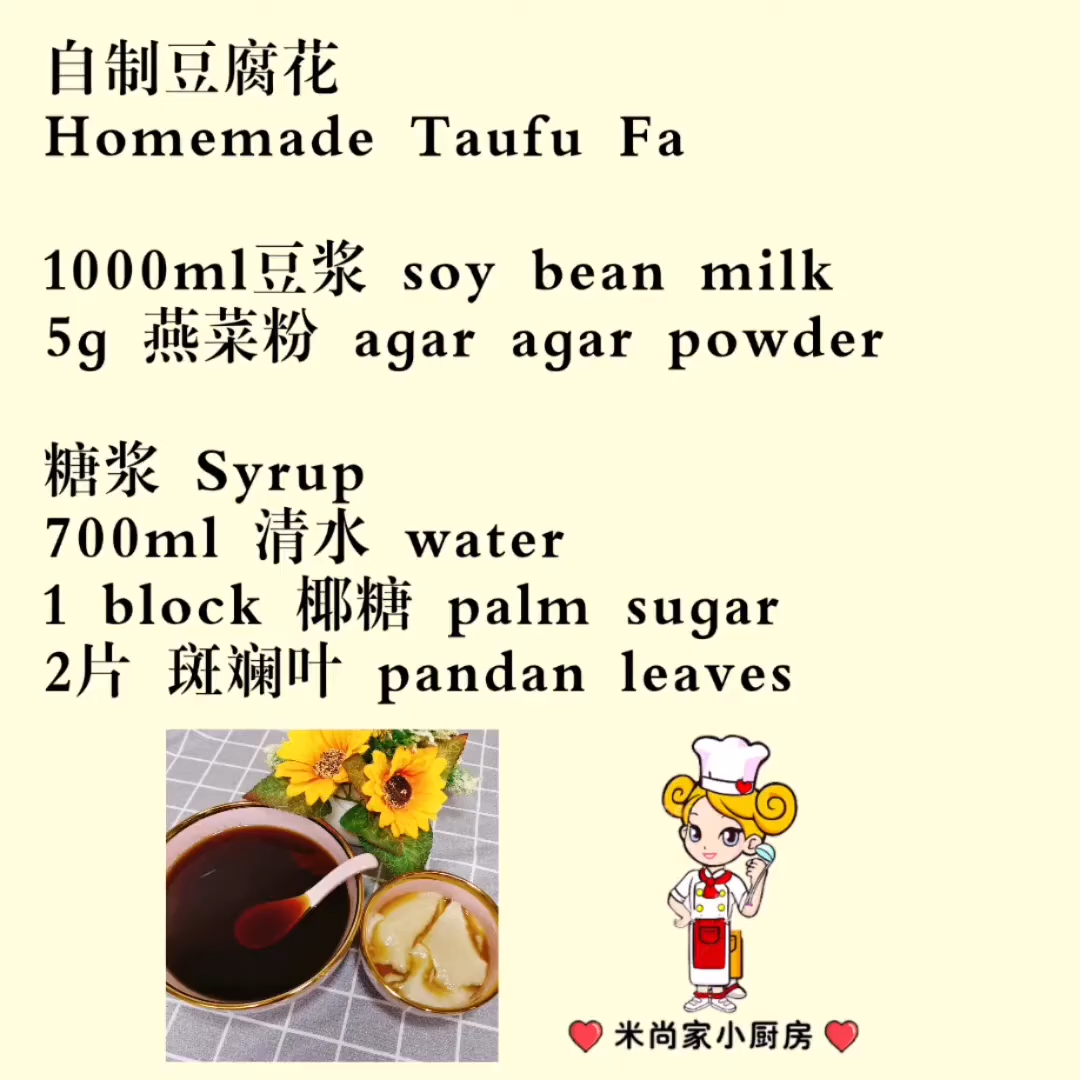 自制豆腐花
Homemade Taufu Fa
1000ml豆浆 soy bean milk
5g 燕菜粉 agar agar powder
糖浆 Syrup
700ml 清水 water
1 block 椰糖 palm sugar
2片 斑斓叶 pandan leaves
米尚家小厨房